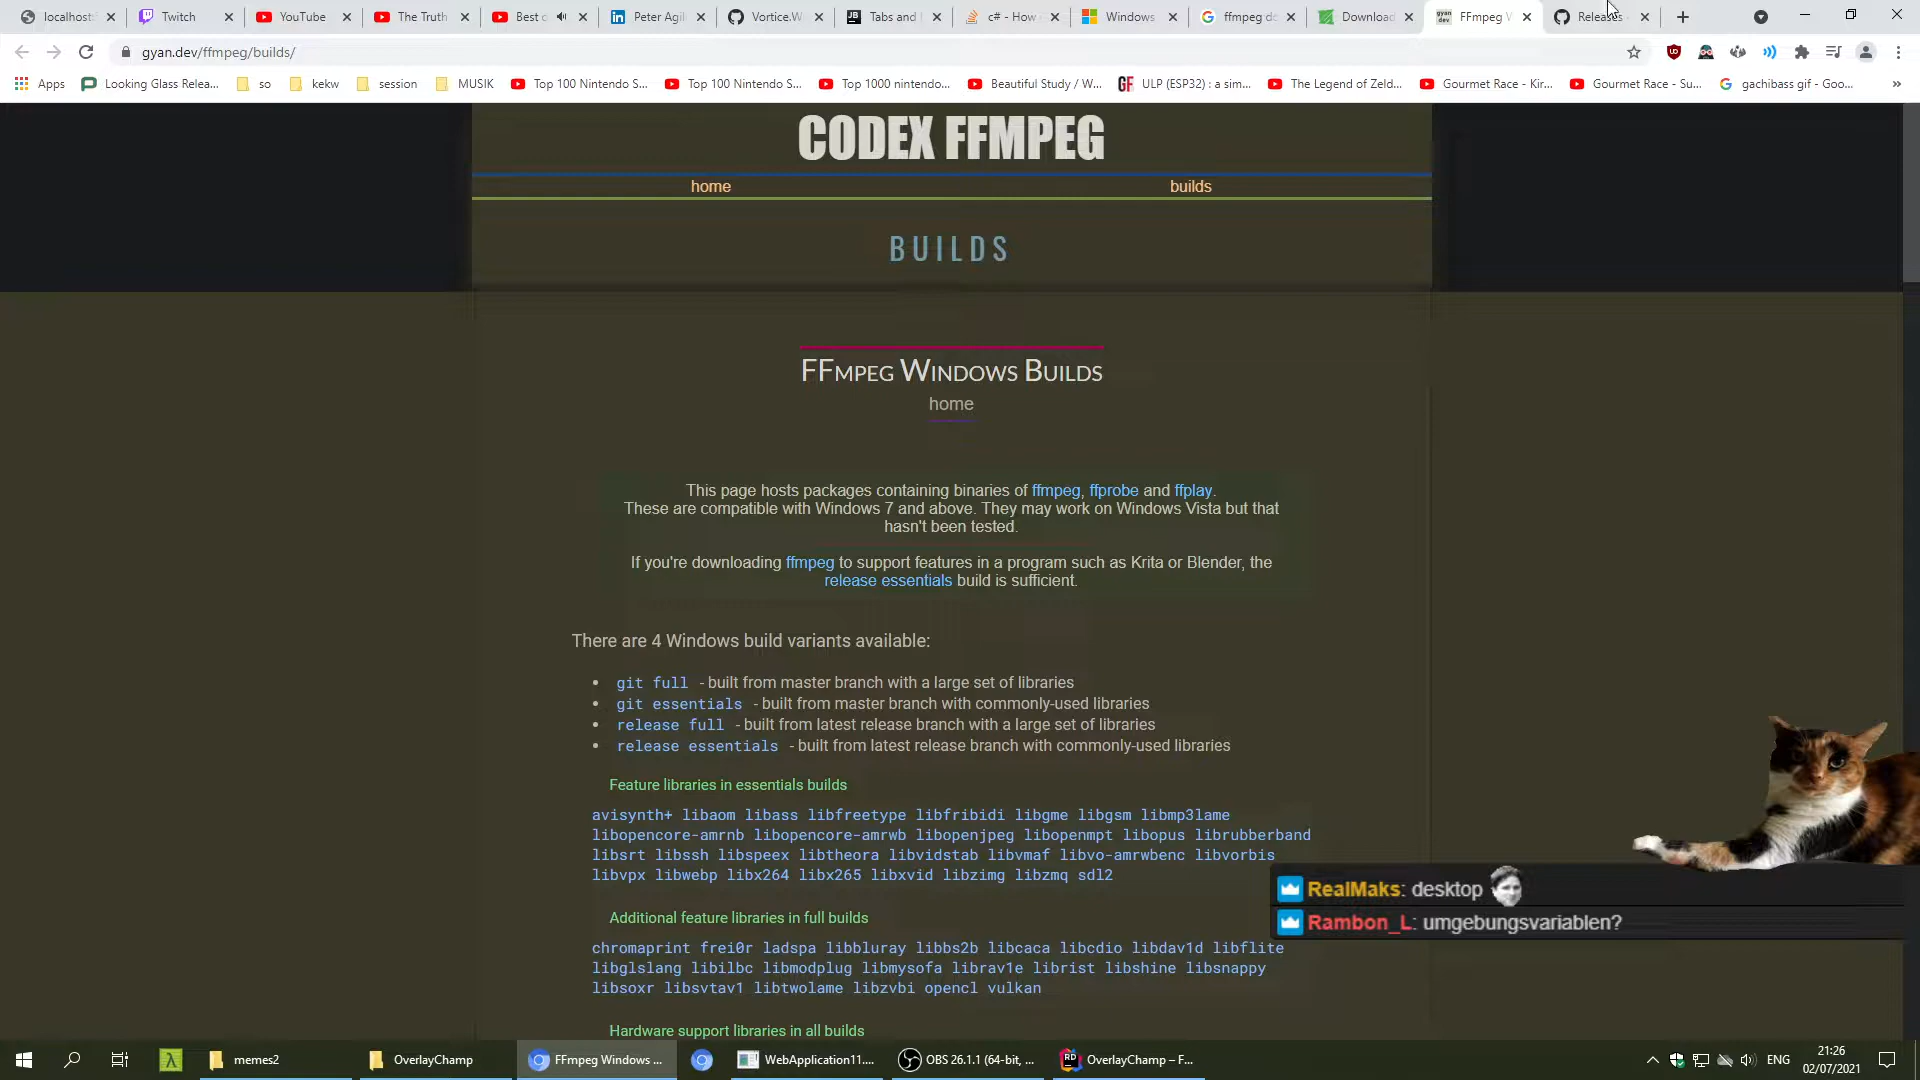 localhost:
Twitch
YouTube
The Truth
Best o
Peter Agil
Vortice.W
Tabs and
c# - How
Windows
ffmpeg do
Download
FFmpeg W
Releases
gyan.dev/ffmpeg/builds/
Apps
Looking Glass Relea...
so
kekw
session
MUSIK
Top 100 Nintendo S...
Top 100 Nintendo S...
Top 1000 nintendo...
Beautiful Study / W...
ULP (ESP32) : a sim...
The Legend of Zeld...
Gourmet Race - Kir...
Gourmet Race - Su...
gachibass gif - Goo...
»
CODEX FFMPEG
home builds
BUILDS
FFmpeg Windows Builds
home
This page hosts packages containing binaries of ffmpeg, ffprobe and ffplay.
These are compatible with Windows 7 and above. They may work on Windows Vista but that
hasn't been tested.
If you're downloading ffmpeg to support features in a program such as Krita or Blender, the
release essentials build is sufficient.
There are 4 Windows build variants available:
• git full - built from master branch with a large set of libraries
• git essentials - built from master branch with commonly-used libraries
• release full - built from latest release branch with a large set of libraries
• release essentials - built from latest release branch with commonly-used libraries
Feature libraries in essentials builds
avisynth+ libaom libass libfreetype libfribidi libgme libgsm libmp3lame
libopencore-amrnb libopencore-amrwb libopenjpeg libopenmpt libopus librubberband
libsrt libssh libspeex libtheora libvidstab libvmaf libvo-amrwbenc libvorbis
libvpx libwebp libx264 libx265 libxvid libzimg libzmq sdl2
Additional feature libraries in full builds
chromaprint frei0r ladspa libbluray libbs2b libcaca libcdio libdav1d libflite
libglslang libilbc libmodplug libmysofa librav1e librist libshine libsnappy
libsoxr libsvtav1 libtwolame libzvbi opencl vulkan
Hardware support libraries in all builds
RealMaks: desktop
Rambon_L: umgebungsvariablen?
memes2
OverlayChamp
FFmpeg Windows ...
WebApplication11....
OBS 26.1.1 (64-bit, ...
OverlayChamp – F...
ENG
21:26
02/07/2021